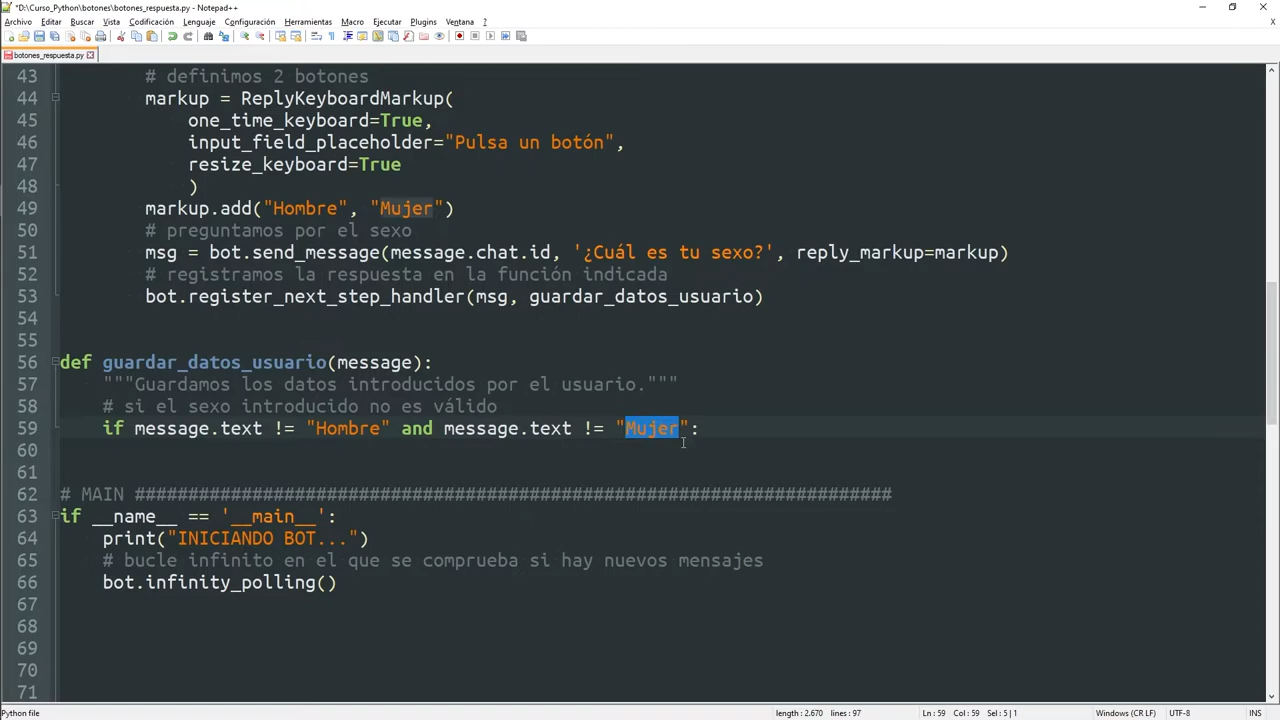 *D:\Curso_Python\botones\botones_respuesta.py - Notepad++
Archivo Editar Buscar Vista Codificación Lenguaje Configuración Herramientas Macro Ejecutar Plugins Ventana ?
botones_respuesta.py
43 # definimos 2 botones
44 markup = ReplyKeyboardMarkup(
45 one_time_keyboard=True,
46 input_field_placeholder="Pulsa un botón",
47 resize_keyboard=True
48 )
49 markup.add("Hombre", "Mujer")
50 # preguntamos por el sexo
51 msg = bot.send_message(message.chat.id, '¿Cuál es tu sexo?', reply_markup=markup)
52 # registramos la respuesta en la función indicada
53 bot.register_next_step_handler(msg, guardar_datos_usuario)
54
55
56 def guardar_datos_usuario(message):
57 """Guardamos los datos introducidos por el usuario."""
58 # si el sexo introducido no es válido
59 if message.text != "Hombre" and message.text != "Mujer":
60
61
62 # MAIN #######################################################################
63 if __name__ == '__main__':
64 print("INICIANDO BOT...")
65 # bucle infinito en el que se comprueba si hay nuevos mensajes
66 bot.infinity_polling()
67
68
69
70
71
Python file length : 2.670 lines : 97 Ln : 59 Col : 59 Sel : 5 | 1 Windows (CR LF) UTF-8 INS